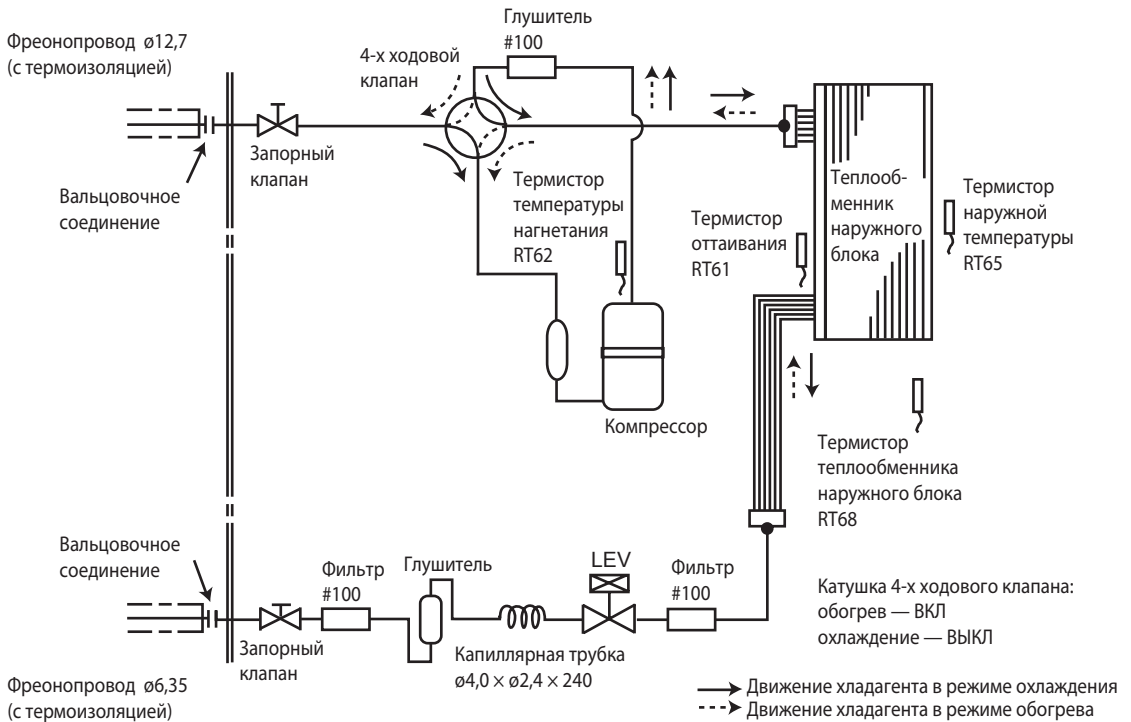 Фреонопровод ø12,7
(с термоизоляцией)
Глушитель
#100
4-х ходовой
клапан
Запорный
клапан
Вальцовочное
соединение
Термистор
температуры
нагнетания
RT62
Термистор
оттаивания
RT61
Теплооб-
менник
наружного
блока
Термистор
наружной
температуры
RT65
Компрессор
Термистор
теплообменника
наружного блока
RT68
Вальцовочное
соединение
Фильтр
#100
Глушитель
LEV
Фильтр
#100
Катушка 4-х ходового клапана:
обогрев — ВКЛ
охлаждение — ВЫКЛ
Запорный
клапан
Капиллярная трубка
ø4,0 × ø2,4 × 240
Фреонопровод ø6,35
(с термоизоляцией)
Движение хладагента в режиме охлаждения
Движение хладагента в режиме обогрева